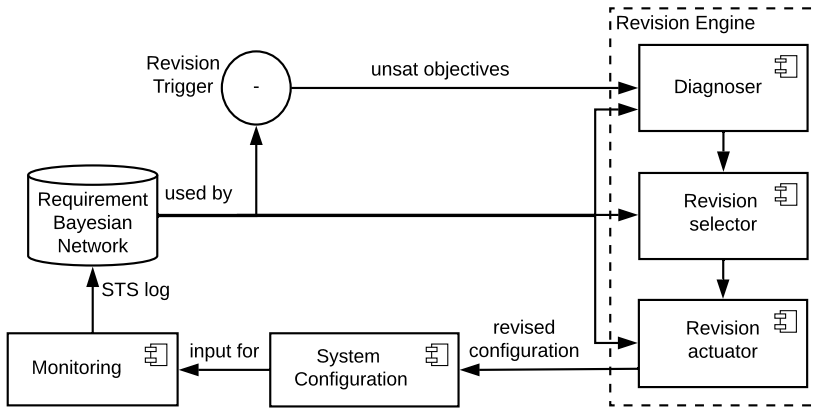 Revision Engine
Revision
Trigger
-
unsat objectives
Diagnoser
used by
Requirement
Bayesian
Network
Revision
selector
STS log
Monitoring
input for
System
Configuration
revised
configuration
Revision
actuator